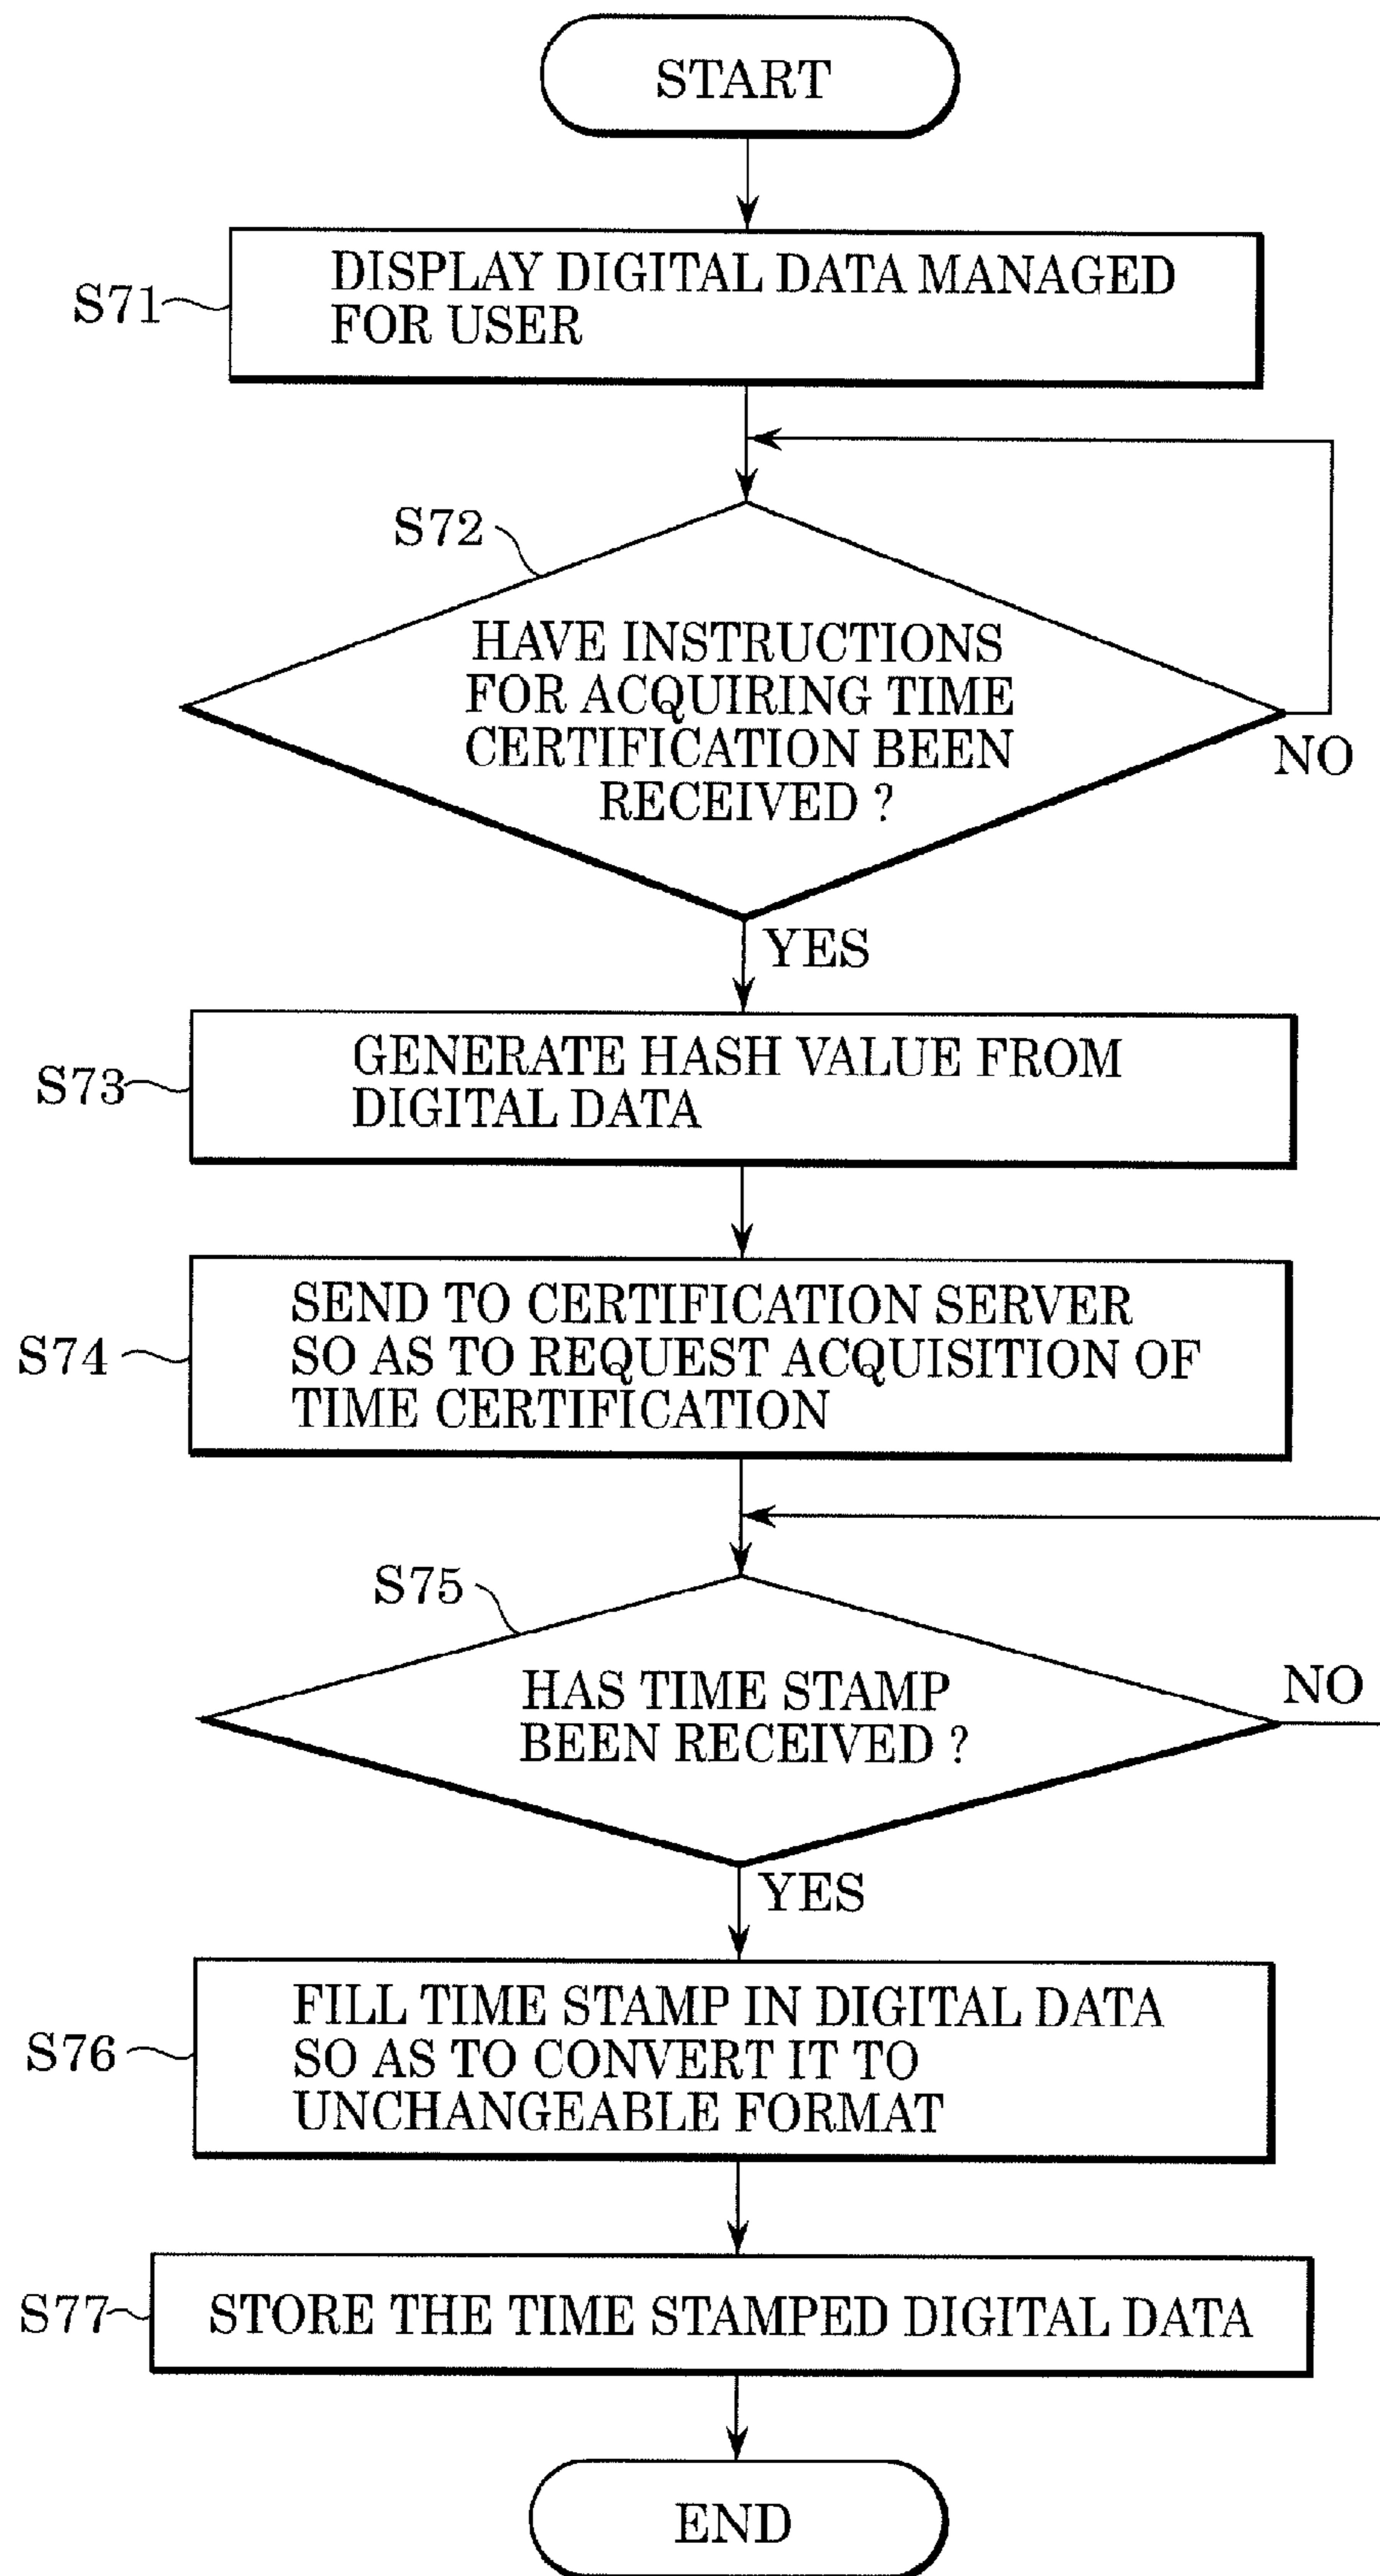 START
S71
DISPLAY DIGITAL DATA MANAGED
FOR USER
S72
HAVE INSTRUCTIONS
FOR ACQUIRING TIME
CERTIFICATION BEEN
RECEIVED ?
NO
YES
S73
GENERATE HASH VALUE FROM
DIGITAL DATA
S74
SEND TO CERTIFICATION SERVER
SO AS TO REQUEST ACQUISITION OF
TIME CERTIFICATION
S75
HAS TIME STAMP
BEEN RECEIVED ?
NO
YES
S76
FILL TIME STAMP IN DIGITAL DATA
SO AS TO CONVERT IT TO
UNCHANGEABLE FORMAT
S77
STORE THE TIME STAMPED DIGITAL DATA
END